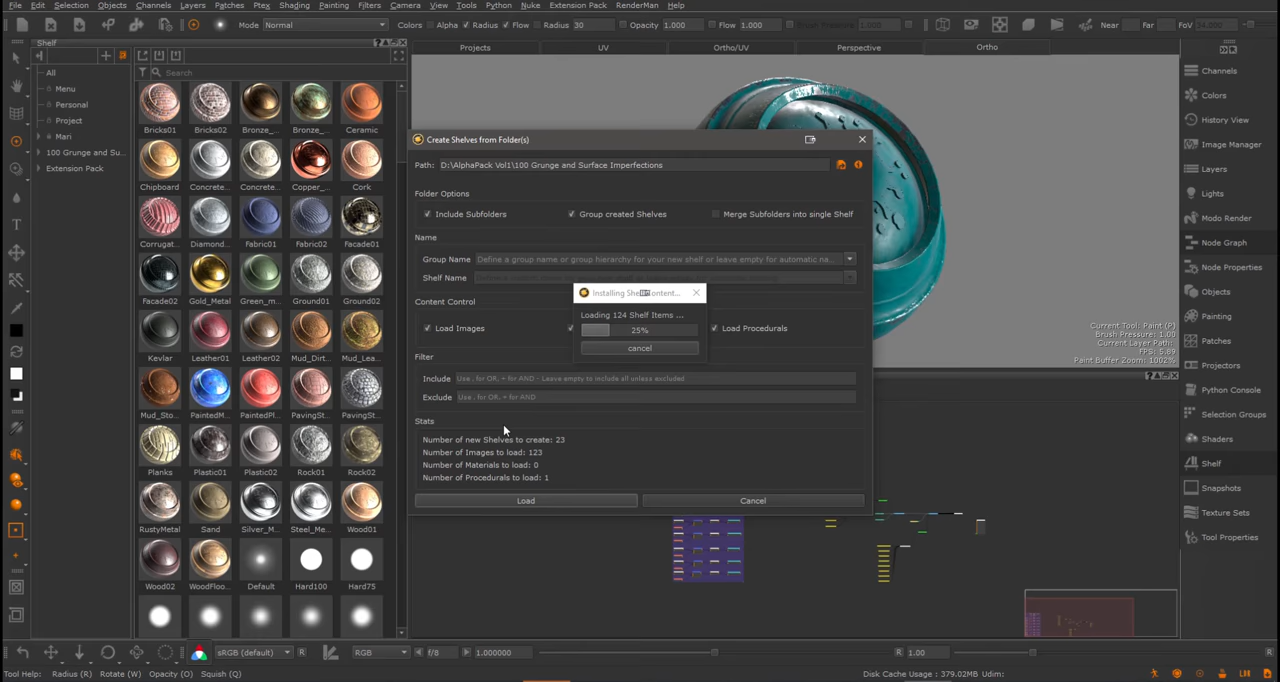 File Selection Edit Objects Channels Layers Patches Ptex Shading Painting Filters Camera View Tools Python Nuke Extension Pack RenderMan Help
Mode Normal Colors Alpha Radius Flow Radius 30 Opacity 1.000 Flow 1.000 Near Far FoV
Shelf
Projects UV Ortho/UV Perspective Ortho
Search
All
Menu
Personal
Project
Mari
100 Grunge and Su...
Extension Pack
Bricks01 Bricks02 Bronze_... Bronze_... Ceramic
Chipboard Concrete... Concrete... Copper_... Cork
Corrugat... Diamond... Fabric01 Fabric02 Facade01
Facade02 Gold_Metal Green_m... Ground01 Ground02
Kevlar Leather01 Leather02 Mud_Dirt... Mud_Lea...
Mud_Sto... PaintedM... PaintedPl... PavingSt... PavingSt...
Planks Plastic01 Plastic02 Rock01 Rock02
RustyMetal Sand Silver_M... Steel_Me... Wood01
Wood02 WoodFloo... Default Hard100 Hard75
Create Shelves from Folder(s)
Path: D:\AlphaPack Vol1\100 Grunge and Surface Imperfections
Folder Options
Include Subfolders Group created Shelves Merge Subfolders into single Shelf
Name
Group Name Define a group name or group hierarchy for your new shelf or leave empty for automatic na...
Shelf Name
Content Control
Load Images Load Procedurals
Installing Shelf Content...
Loading 124 Shelf Items ...
25%
cancel
Filter
Include Use , for OR, + for AND - Leave empty to include all unless excluded
Exclude Use , for OR, + for AND
Stats
Number of new Shelves to create: 23
Number of Images to load: 123
Number of Materials to load: 0
Number of Procedurals to load: 1
Load Cancel
Current Tool: Paint (P)
Brush Pressure: 1.00
Current Layer Path:
FPS: 5.89
Paint Buffer Zoom: 1002%
Channels
Colors
History View
Image Manager
Layers
Lights
Modo Render
Node Graph
Node Properties
Objects
Painting
Patches
Projects
Python Console
Selection Groups
Shaders
Shelf
Snapshots
Texture Sets
Tool Properties
sRGB (default) R RGB f/8 1.000000 R 1.00 R
Tool Help: Radius (R) Rotate (W) Opacity (O) Squish (Q) Disk Cache Usage: 379.02MB Udim: